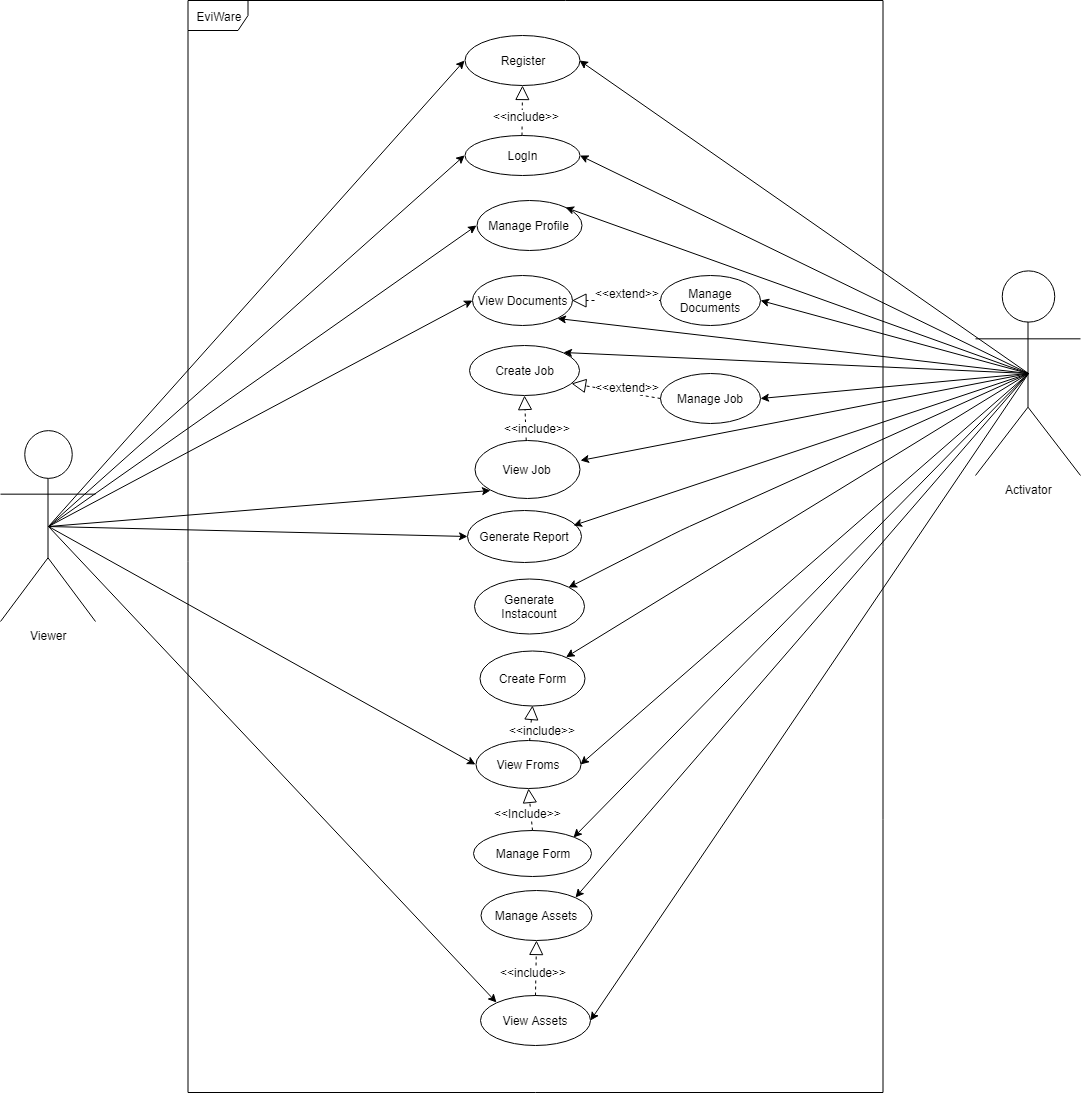 EviWare
Register
<<include>>
LogIn
Manage Profile
View Documents
<<extend>>
Manage
Documents
Create Job
<<extend>>
Manage Job
<<include>>
View Job
Activator
Generate Report
Generate
Instacount
Viewer
Create Form
<<include>>
View Froms
<<Include>>
Manage Form
Manage Assets
<<include>>
View Assets